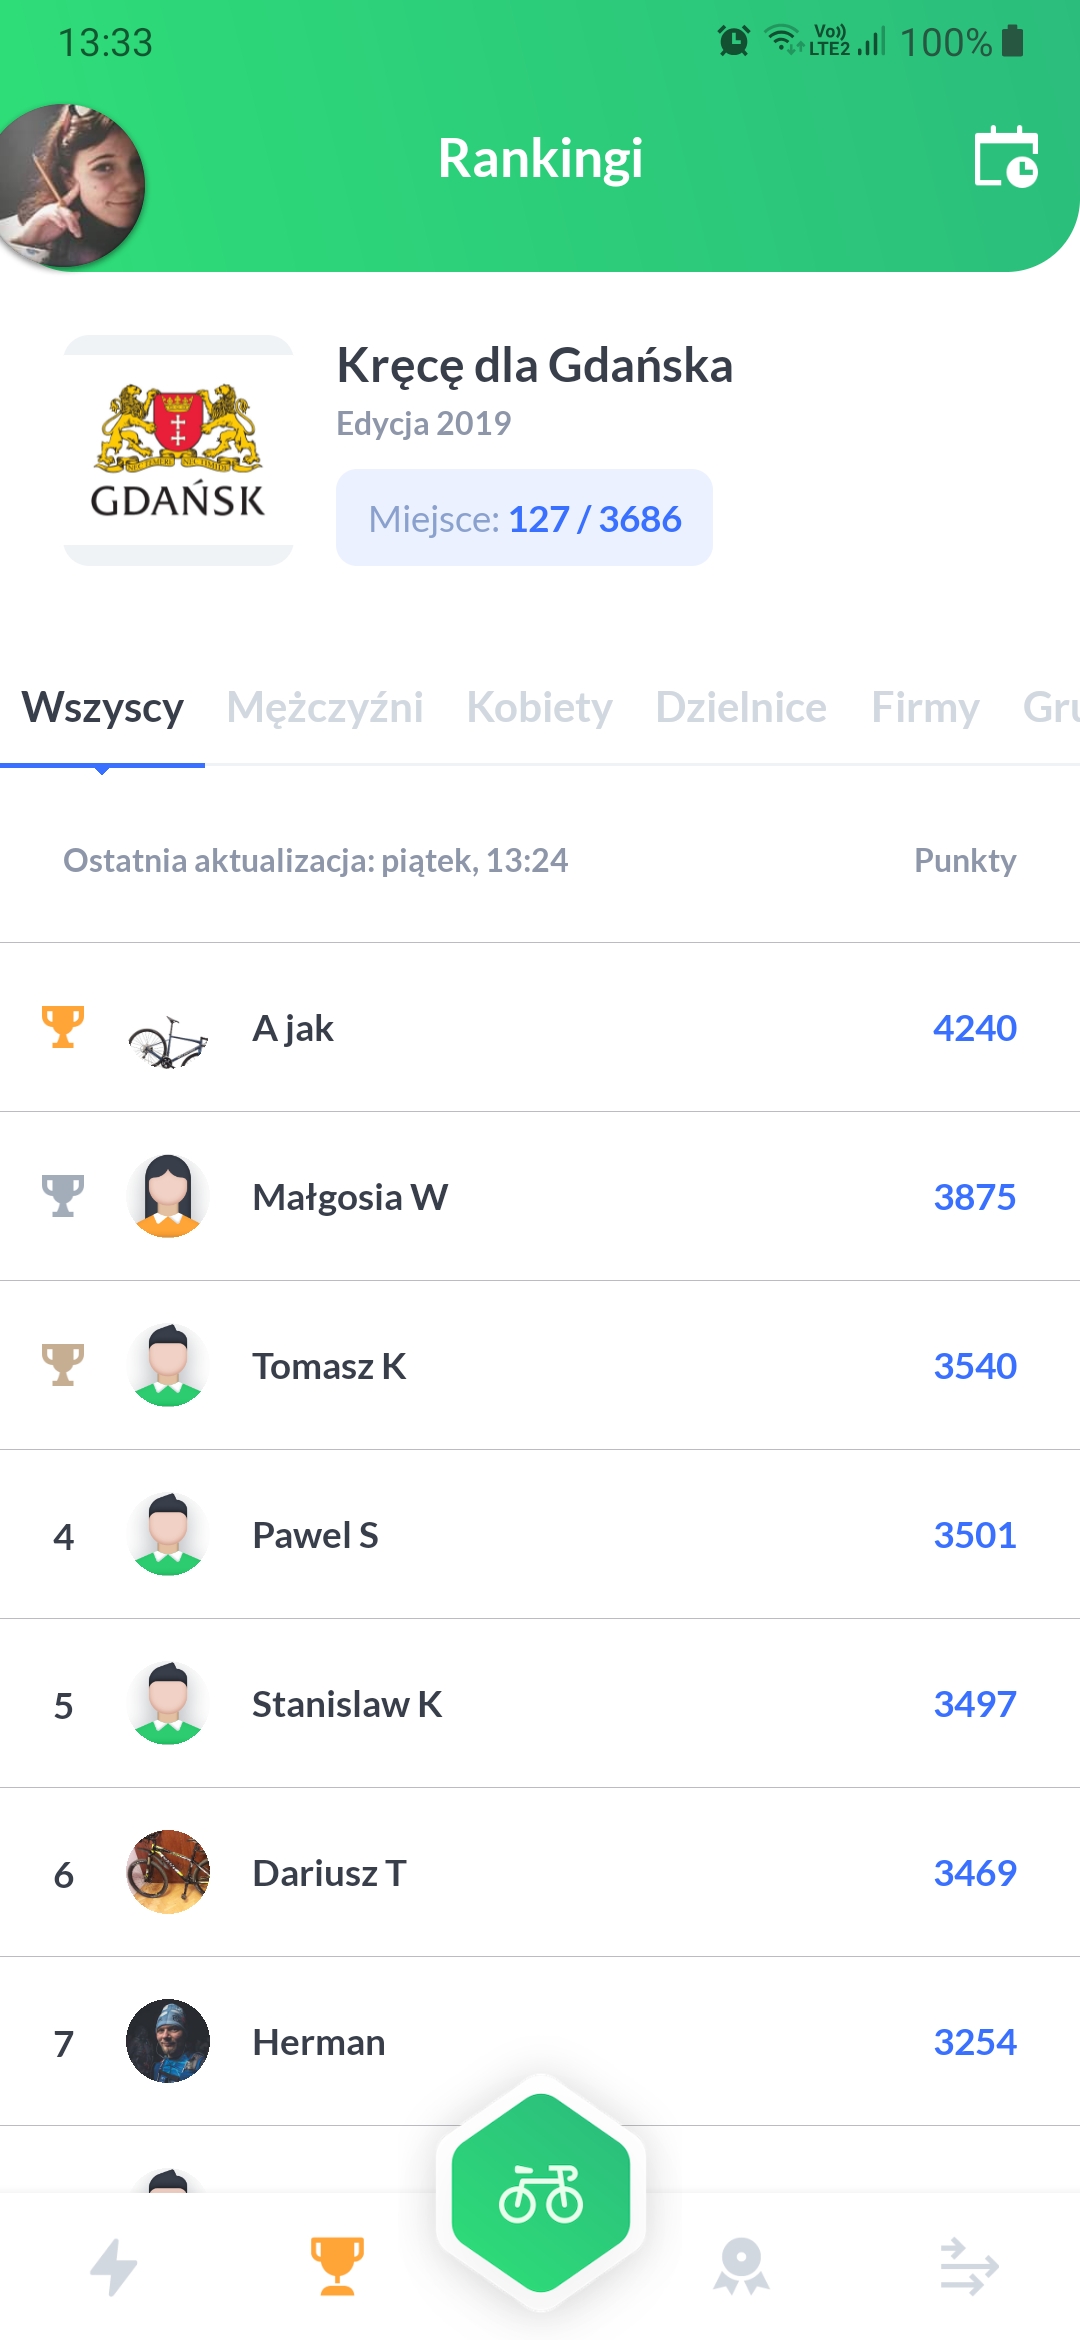 13:33
Vo)) LTE2 100%
Rankingi
GDAŃSK
Kręcę dla Gdańska
Edycja 2019
Miejsce: 127 / 3686
Wszyscy Mężczyźni Kobiety Dzielnice Firmy Gru
Ostatnia aktualizacja: piątek, 13:24 Punkty
A jak 4240
Małgosia W 3875
Tomasz K 3540
4 Pawel S 3501
5 Stanislaw K 3497
6 Dariusz T 3469
7 Herman 3254